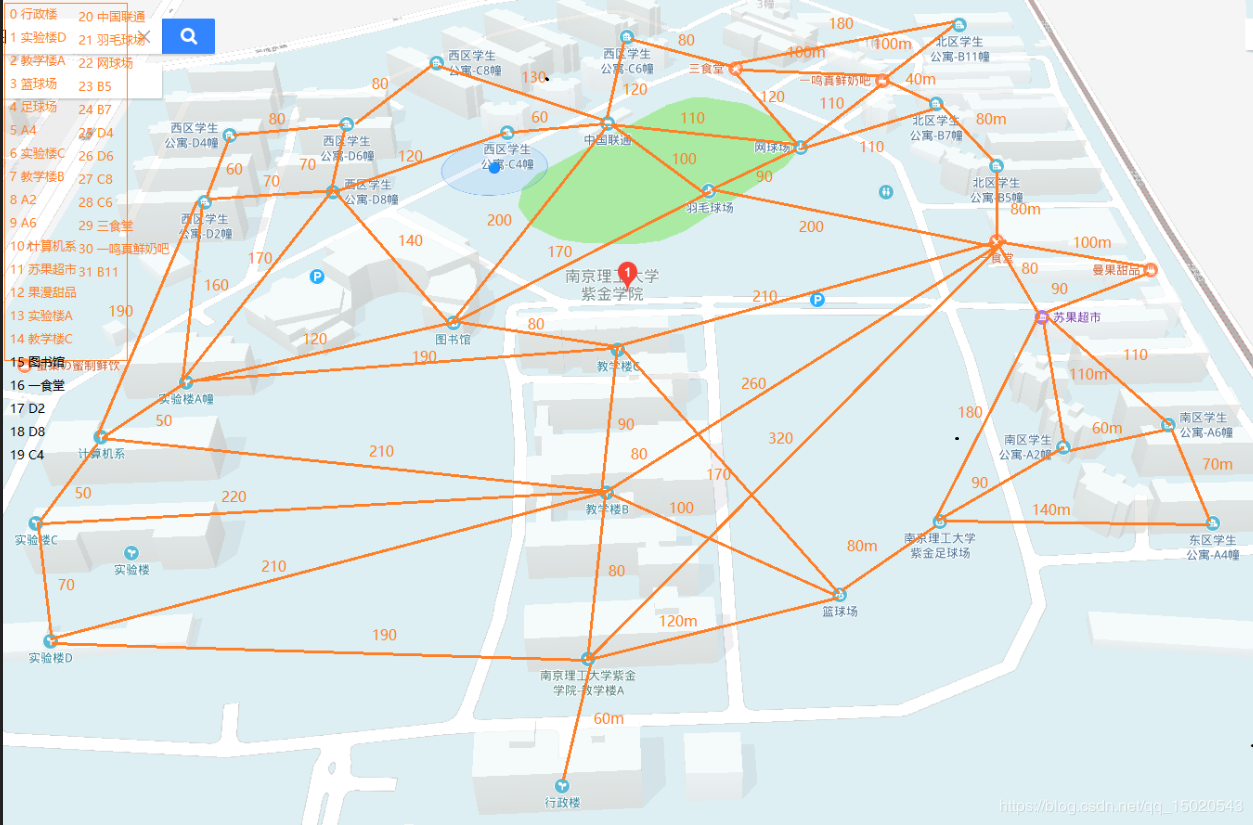 0 行政楼
1 实验楼D
2 教学楼A
3 篮球场
4 足球场
5 A4
6 实验楼C
7 教学楼B
8 A2
9 A6
10 计算机系
11 苏果超市
12 果漫甜品
13 实验楼A
14 教学楼C
15 图书馆
16 一食堂
17 D2
18 D8
19 C4
20 中国联通
21 羽毛球场
22 网球场
23 B5
24 B7
25 D4
26 D6
27 C8
28 C6
29 三食堂
30 一鸣真鲜奶吧
31 B11
3幢
西区学生
公寓-C8幢
西区学生
公寓-C6幢
80
180
三食堂
100m
100m
北区学生
公寓-B11幢
一鸣真鲜奶吧
40m
80
130
120
120
110
北区学生
公寓-B7幢
80m
西区学生
公寓-D4幢
80
西区学生
公寓-D6幢
60
中国联通
110
网球场
110
60
70
70
120
西区学生
公寓-C4幢
100
90
北区学生
公寓-B5幢
西区学生
公寓-D2幢
西区学生
公寓-D8幢
羽毛球场
80m
200
200
140
170
170
一食堂
100m
80
曼果甜品
P
南京理工大学
紫金学院
160
90
210
P
190
苏果超市
120
图书馆
80
190
教学楼C
110
110m
蜜制鲜饮
实验楼A幢
260
50
180
90
320
60m
南区学生
公寓-A6幢
计算机系
210
80
南区学生
公寓-A2幢
170
70m
50
220
100
90
教学楼B
140m
实验楼C
南京理工大学
紫金足球场
东区学生
公寓-A4幢
80m
实验楼
210
80
70
篮球场
120m
190
实验楼D
南京理工大学紫金
学院-教学楼A
60m
行政楼
https://blog.csdn.net/qq_15020543